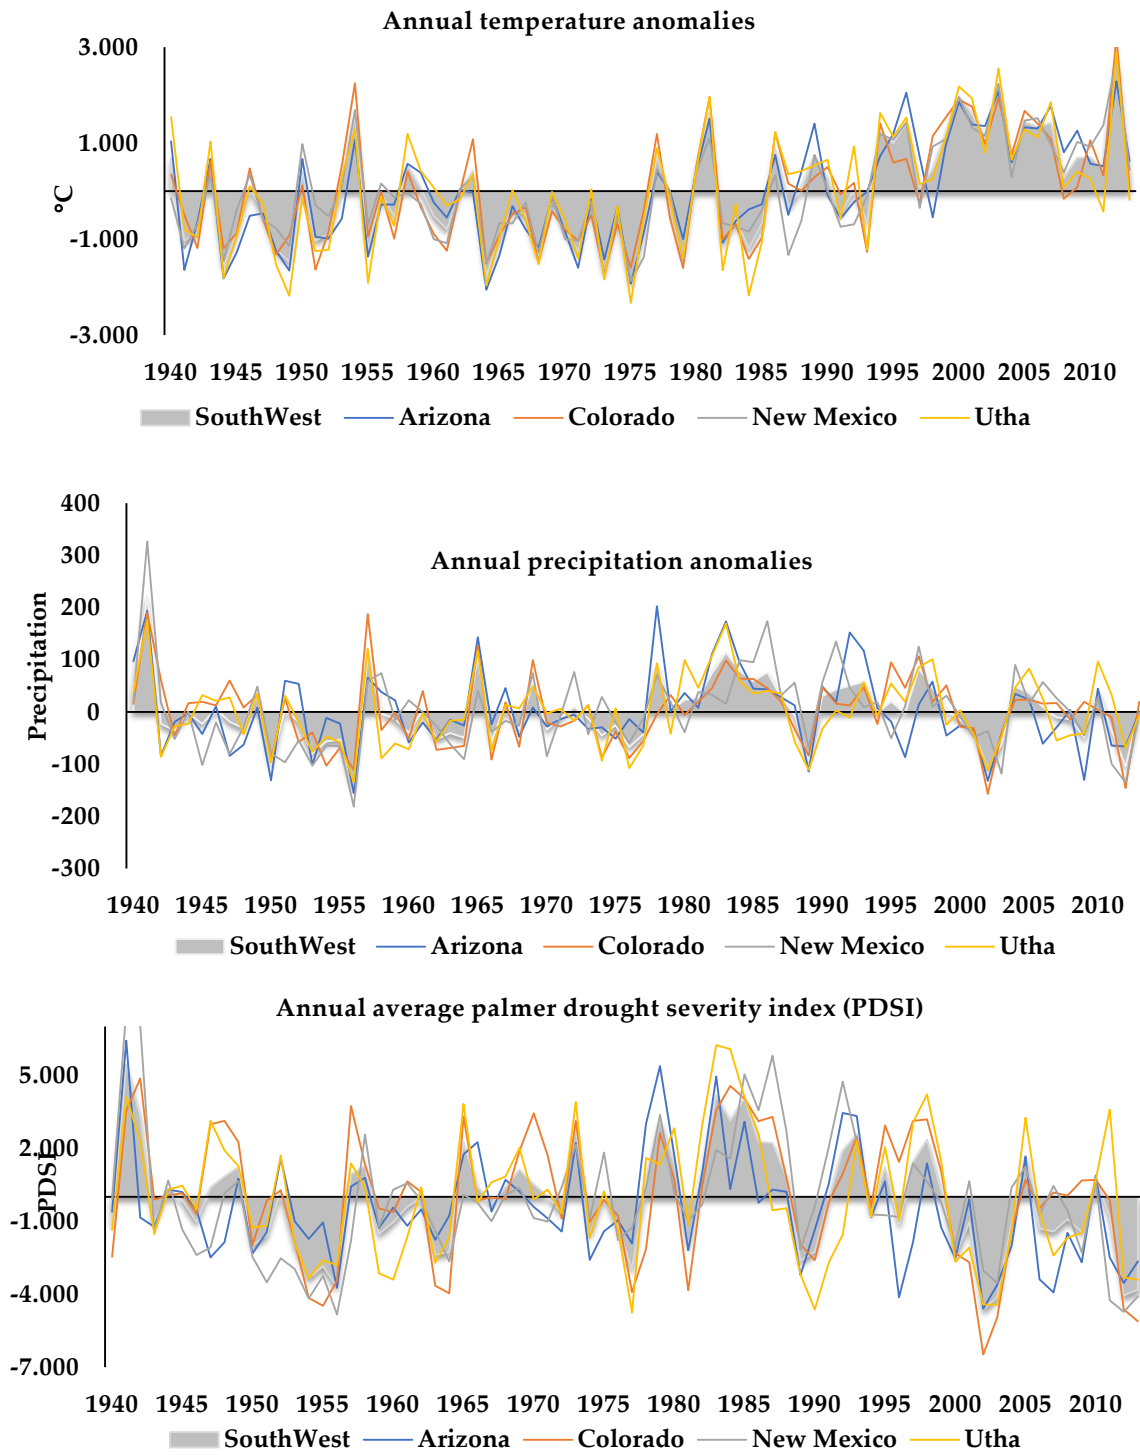 Annual temperature anomalies
3.000
1.000
-1.000
-3.000
°C
1940 1945 1950 1955 1960 1965 1970 1975 1980 1985 1990 1995 2000 2005 2010
SouthWest Arizona Colorado New Mexico Utha
400
300
200
100
0
-100
-200
-300
Annual precipitation anomalies
Precipitation
1940 1945 1950 1955 1960 1965 1970 1975 1980 1985 1990 1995 2000 2005 2010
SouthWest Arizona Colorado New Mexico Utha
Annual average palmer drought severity index (PDSI)
5.000
2.000
-1.000
-4.000
-7.000
PDSI
1940 1945 1950 1955 1960 1965 1970 1975 1980 1985 1990 1995 2000 2005 2010
SouthWest Arizona Colorado New Mexico Utha